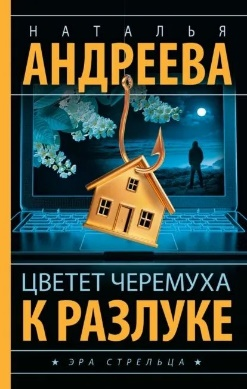 НАТАЛЬЯ
АНДРЕЕВА
ЦВЕТЕТ ЧЕРЕМУХА
К РАЗЛУКЕ
★ ЭРА СТРЕЛЬЦА ★